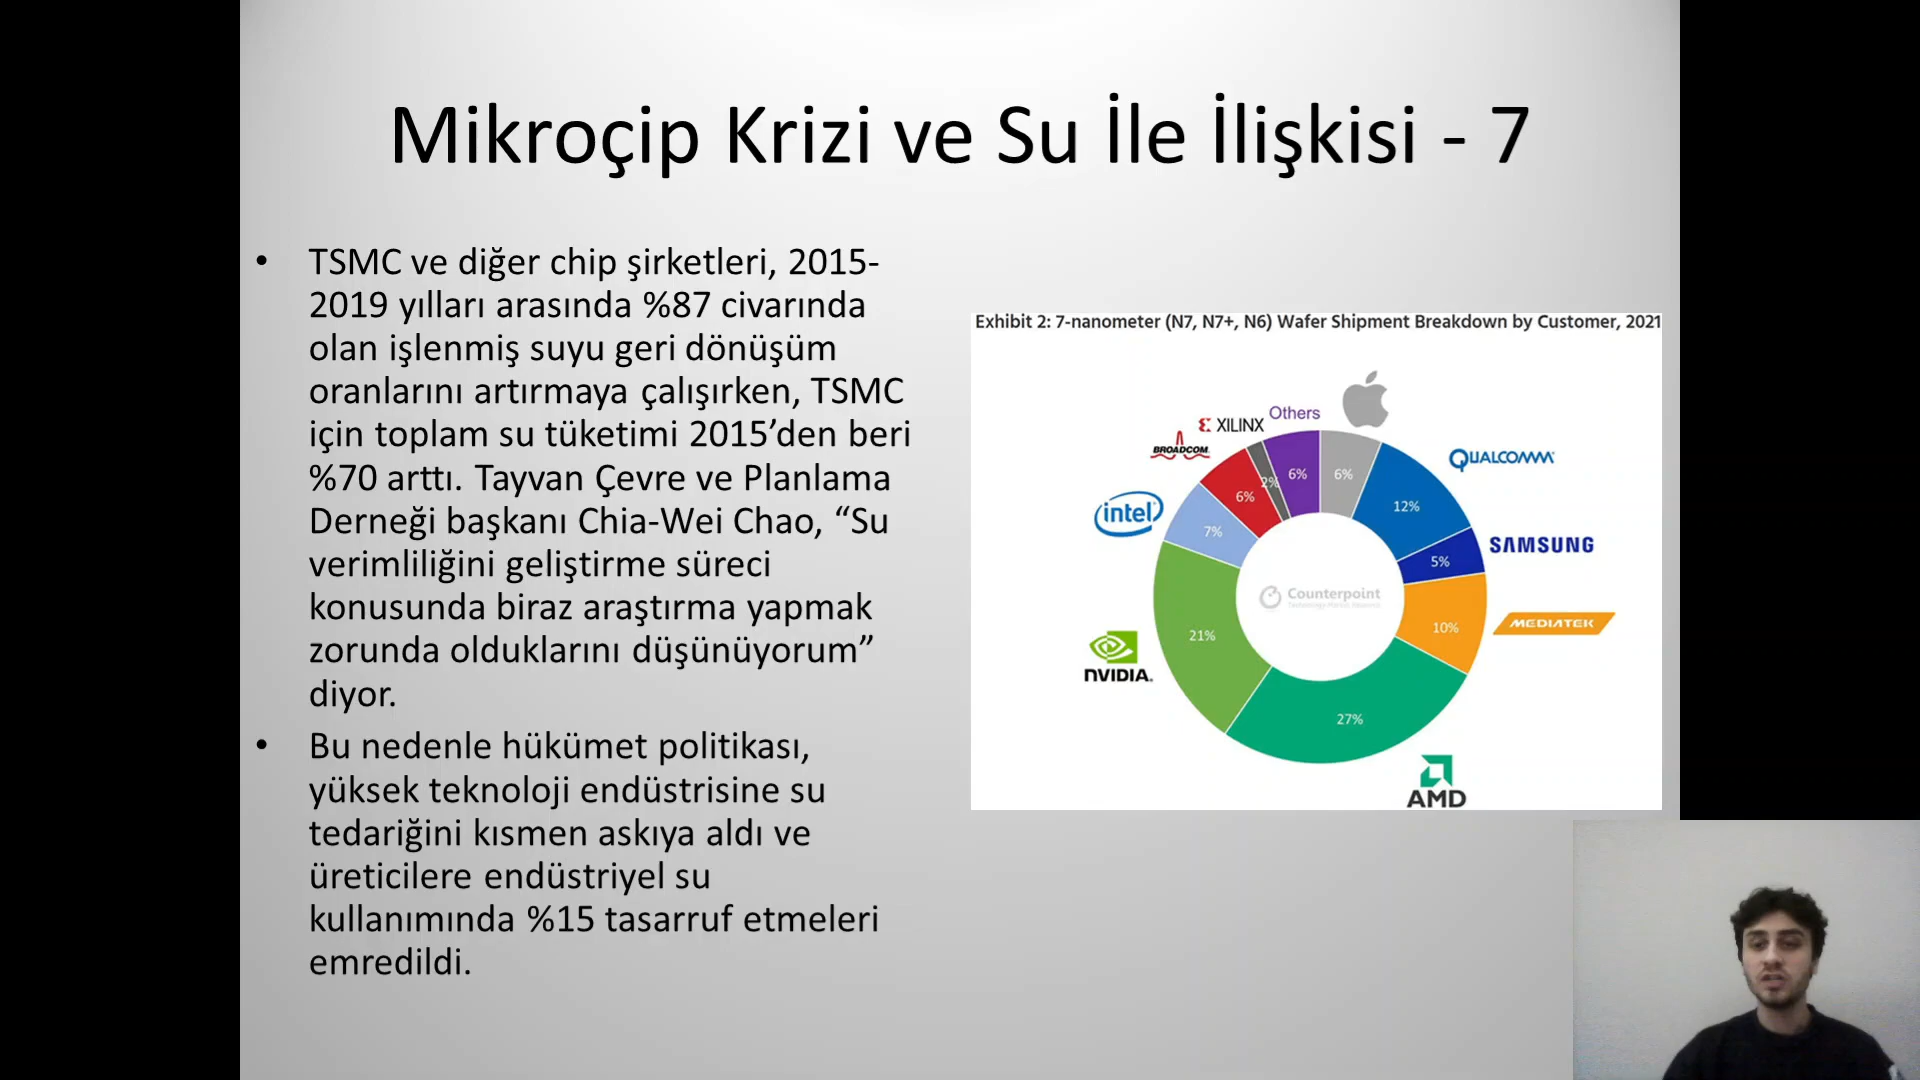 Mikroçip Krizi ve Su İle İlişkisi - 7
• TSMC ve diğer chip şirketleri, 2015-
2019 yılları arasında %87 civarında
olan işlenmiş suyu geri dönüşüm
oranlarını artırmaya çalışırken, TSMC
için toplam su tüketimi 2015’den beri
%70 arttı. Tayvan Çevre ve Planlama
Derneği başkanı Chia-Wei Chao, “Su
verimliliğini geliştirme süreci
konusunda biraz araştırma yapmak
zorunda olduklarını düşünüyorum”
diyor.
• Bu nedenle hükümet politikası,
yüksek teknoloji endüstrisine su
tedariğini kısmen askıya aldı ve
üreticilere endüstriyel su
kullanımında %15 tasarruf etmeleri
emredildi.
Exhibit 2: 7-nanometer (N7, N7+, N6) Wafer Shipment Breakdown by Customer, 2021
Others
XILINX
BROADCOM
QUALCOMM
intel
SAMSUNG
MEDIATEK
NVIDIA
AMD
6%
12%
5%
10%
27%
21%
7%
6%
2%
6%
Counterpoint